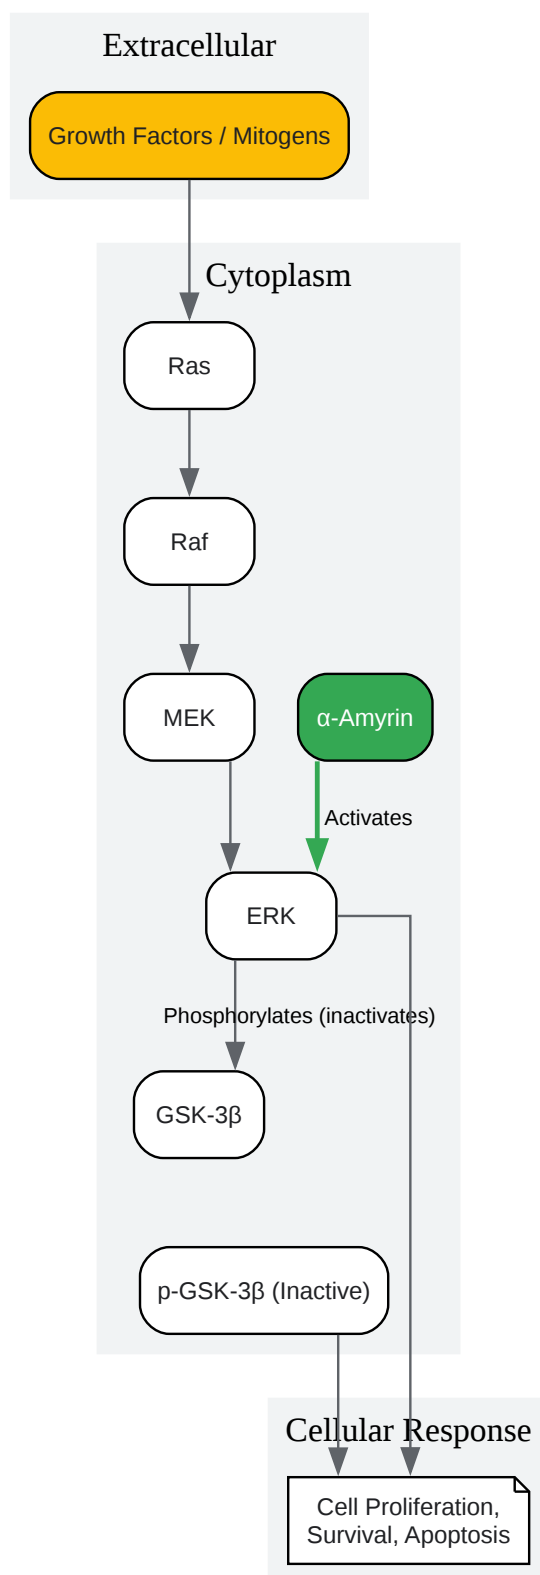 Extracellular
Growth Factors / Mitogens
Cytoplasm
Ras
Raf
MEK
α-Amyrin
Activates
ERK
Phosphorylates (inactivates)
GSK-3β
p-GSK-3β (Inactive)
Cellular Response
Cell Proliferation,
Survival, Apoptosis